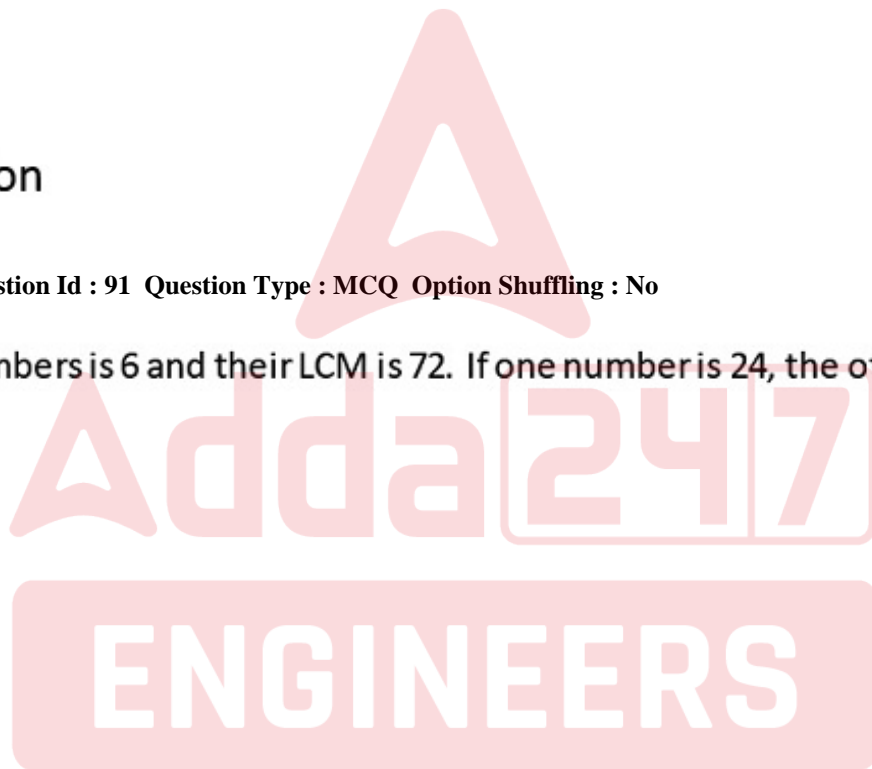 on
stion Id : 91 Question Type : MCQ Option Shuffling : No
mbers is 6 and their LCM is 72. If one number is 24, the ot
Adda247
ENGINEERS